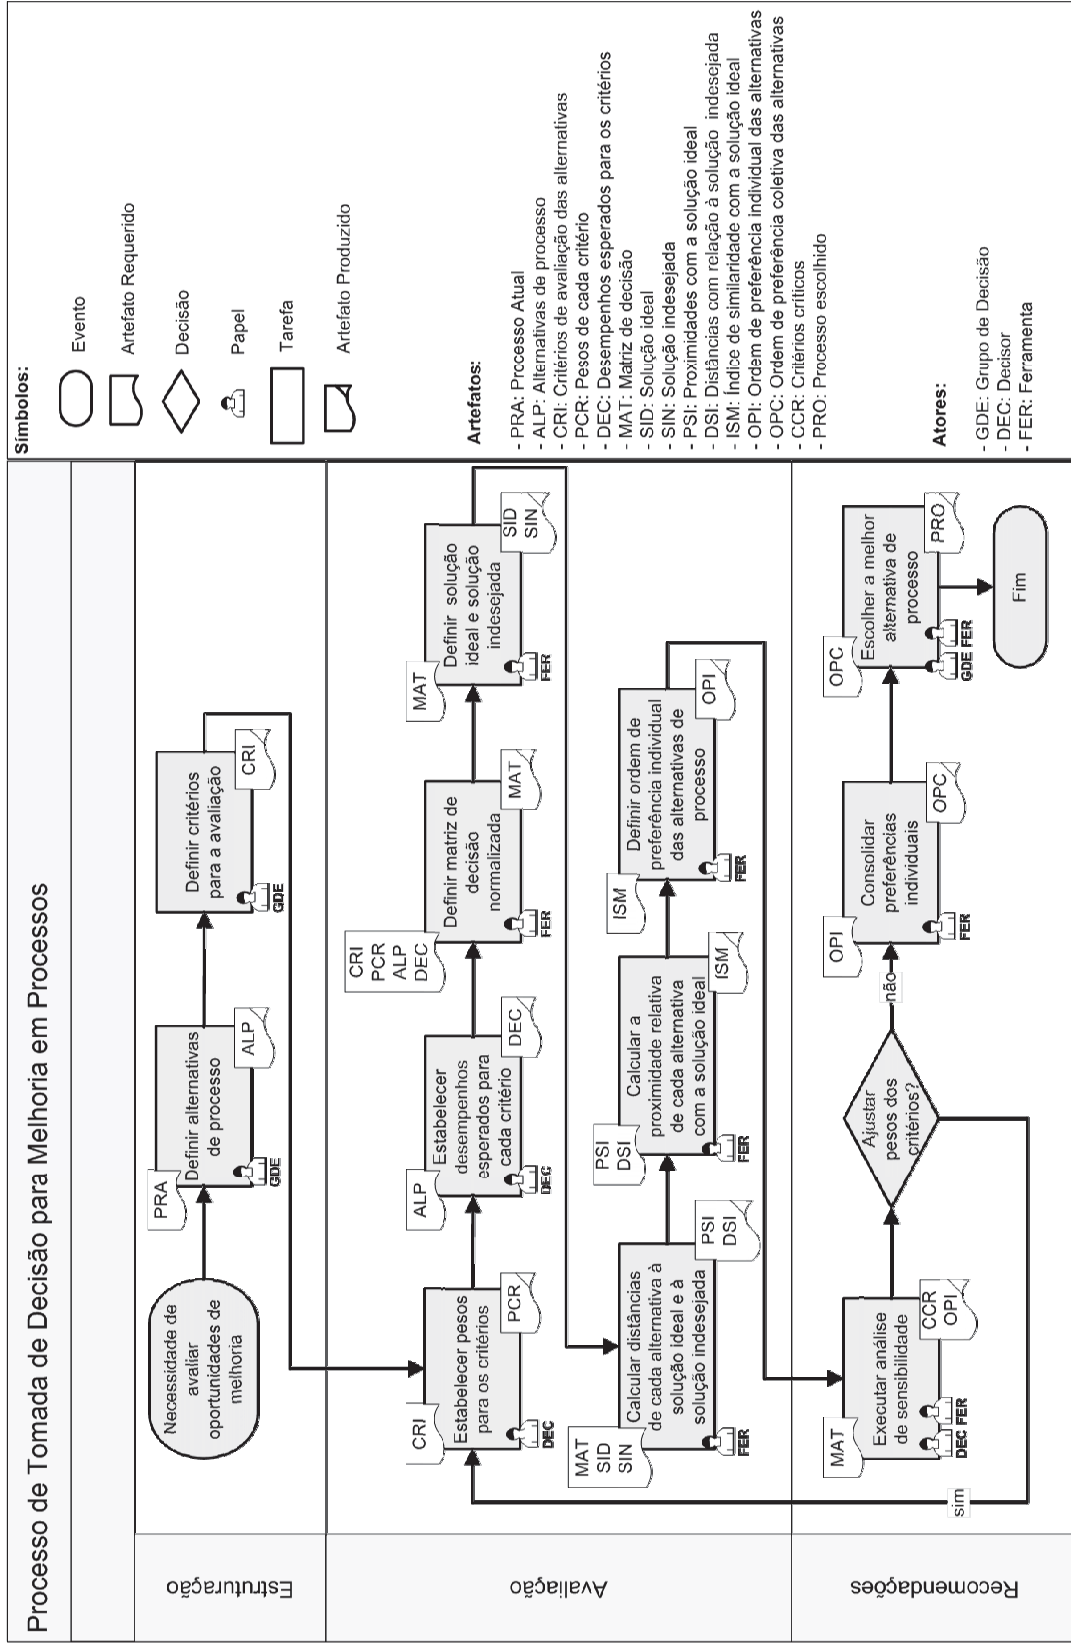 Processo de Tomada de Decisão para Melhoria em Processos
Estruturação
Necessidade de
avaliar
oportunidades de
melhoria
PRA
Definir alternativas
de processo
GDE
ALP
Definir critérios
para a avaliação
GDE
CRI
Avaliação
CRI
Estabelecer pesos
para os critérios
DEC
PCR
ALP
Estabelecer
desempenhos
esperados para
cada critério
DEC
DEC
CRI
PCR
ALP
DEC
Definir matriz de
decisão
normalizada
FER
MAT
MAT
Definir solução
ideal e solução
indesejada
FER
SID
SIN
MAT
SID
SIN
Calcular distâncias
de cada alternativa à
solução ideal e à
solução indesejada
FER
PSI
DSI
PSI
DSI
Calcular a
proximidade relativa
de cada alternativa
com a solução ideal
FER
ISM
ISM
Definir ordem de
preferência individual
das alternativas de
processo
FER
OPI
Recomendações
MAT
Executar análise
de sensibilidade
DEC FER
CCR
OPI
Ajustar
pesos dos
critérios?
sim
não
OPI
Consolidar
preferências
individuais
FER
OPC
OPC
Escolher a melhor
alternativa de
processo
GDE FER
PRO
Fim
Símbolos:
Evento
Artefato Requerido
Decisão
Papel
Tarefa
Artefato Produzido
Artefatos:
- PRA: Processo Atual
- ALP: Alternativas de processo
- CRI: Critérios de avaliação das alternativas
- PCR: Pesos de cada critério
- DEC: Desempenhos esperados para os critérios
- MAT: Matriz de decisão
- SID: Solução ideal
- SIN: Solução indesejada
- PSI: Proximidades com a solução ideal
- DSI: Distâncias com relação à solução indesejada
- ISM: Índice de similaridade com a solução ideal
- OPI: Ordem de preferência individual das alternativas
- OPC: Ordem de preferência coletiva das alternativas
- CCR: Critérios críticos
- PRO: Processo escolhido
Atores:
- GDE: Grupo de Decisão
- DEC: Decisor
- FER: Ferramenta